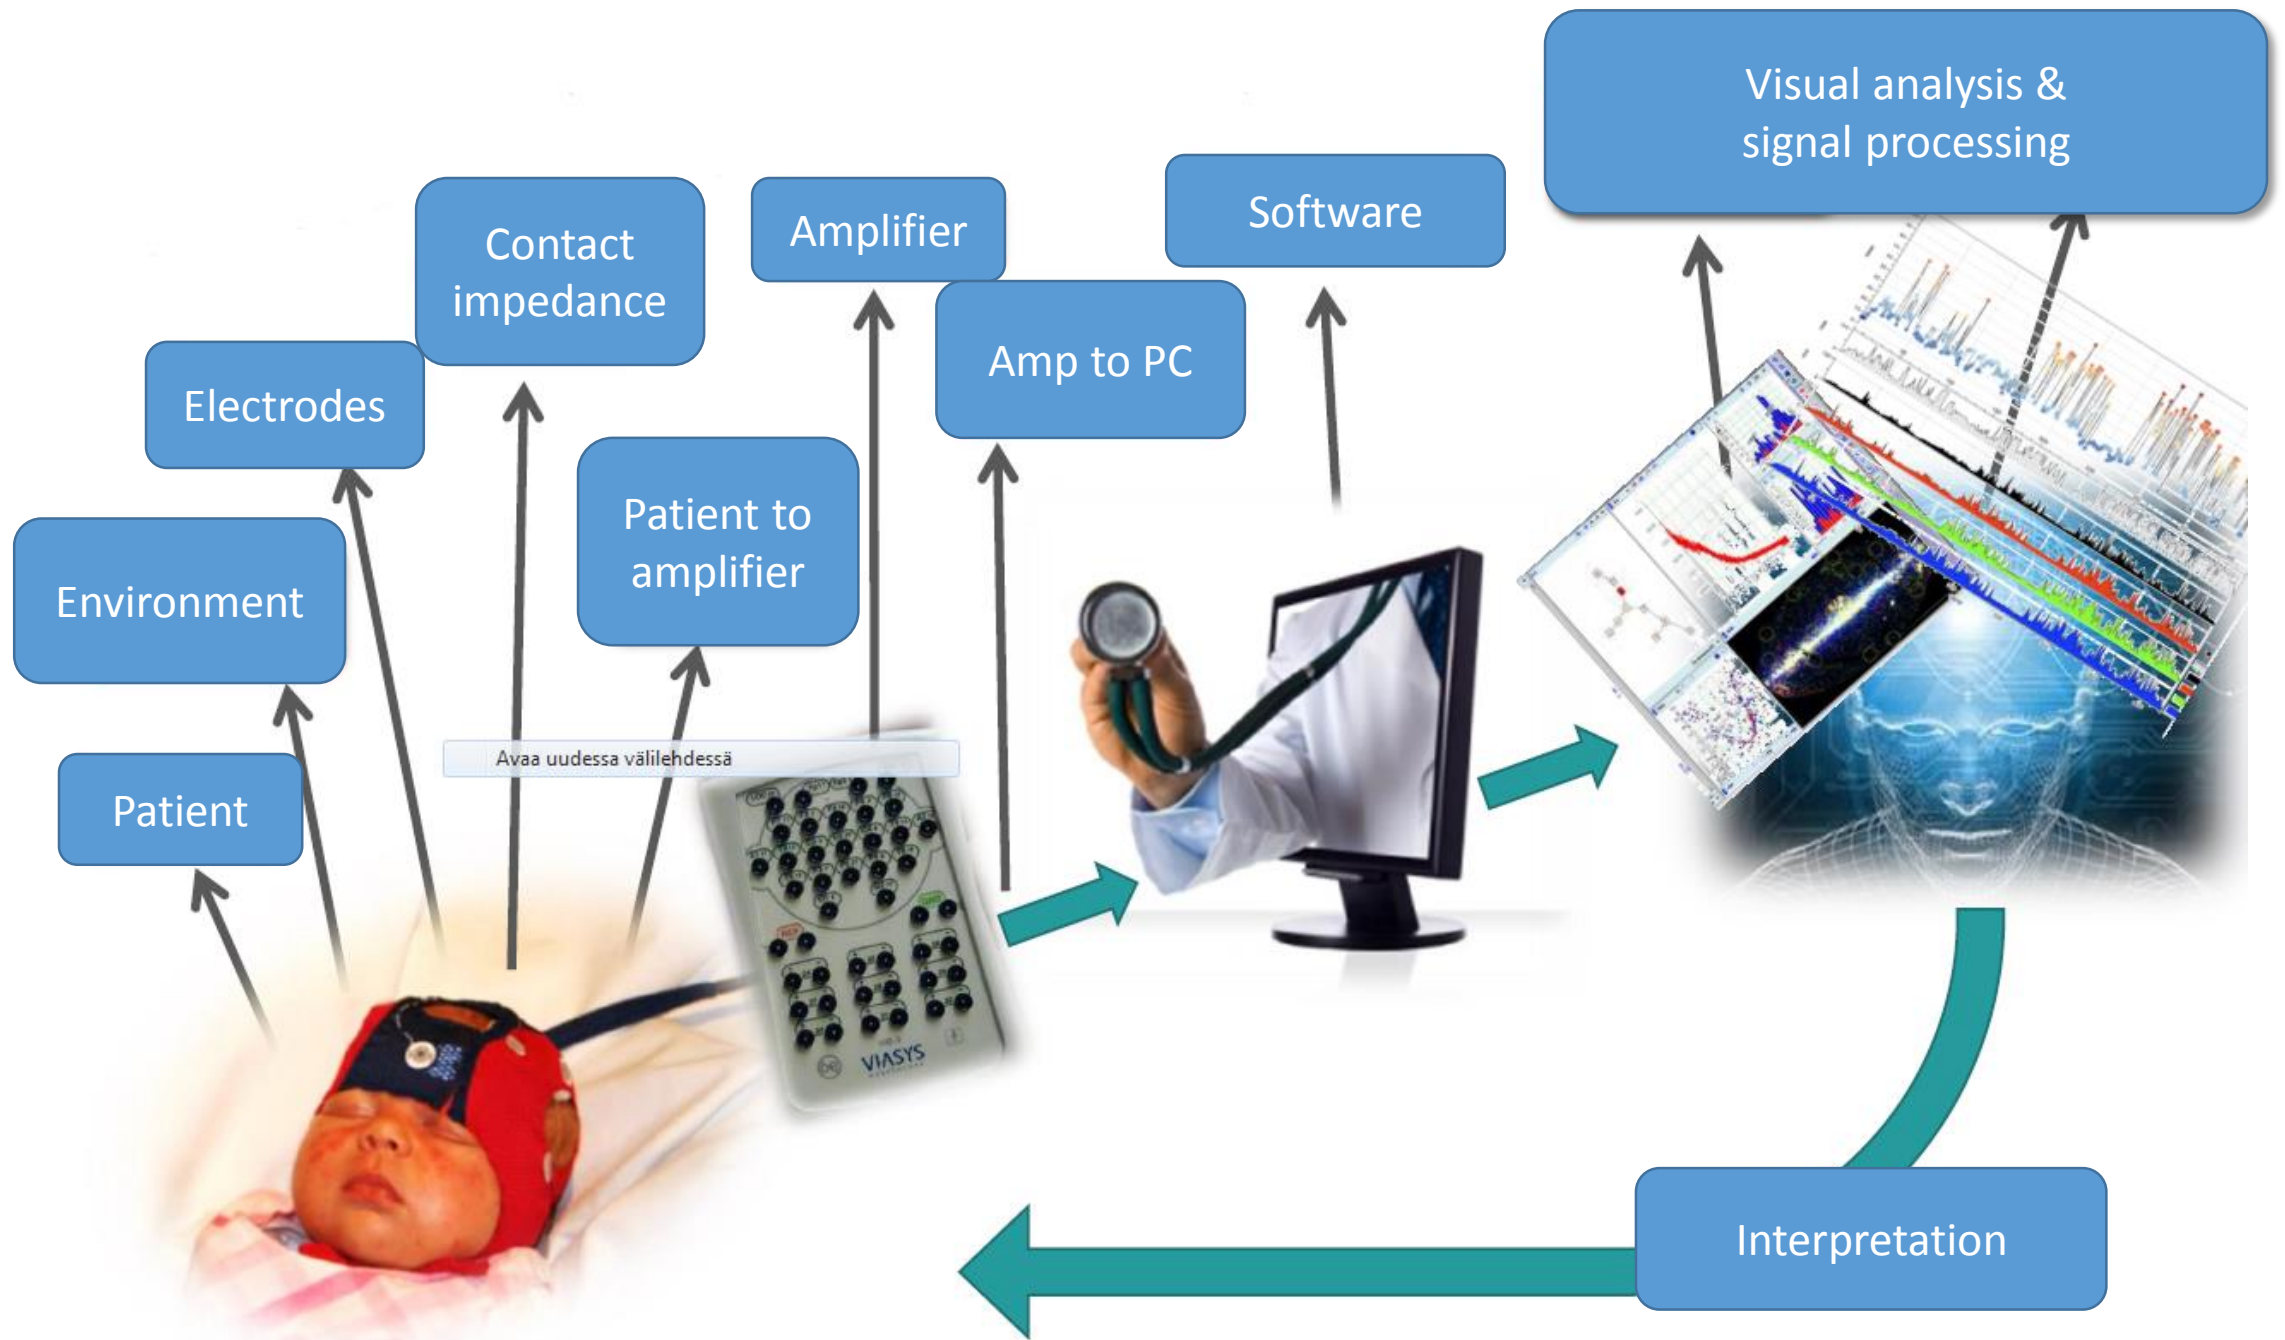 Visual analysis &
signal processing
Software
Contact
impedance
Amplifier
Amp to PC
Electrodes
Patient to
amplifier
Environment
Patient
Avaa uudessa välilehdessä
VIASYS
Interpretation